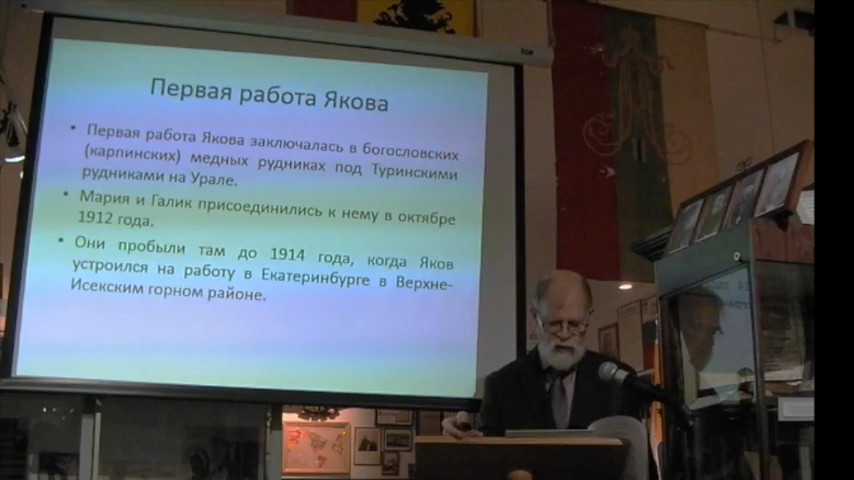 Первая работа Якова
• Первая работа Якова заключалась в богословских
(карпинских) медных рудниках под Туринскими
рудниками на Урале.
• Мария и Галик присоединились к нему в октябре
1912 года.
• Они пробыли там до 1914 года, когда Яков
устроился на работу в Екатеринбурге в Верхне-
Исекским горном районе.